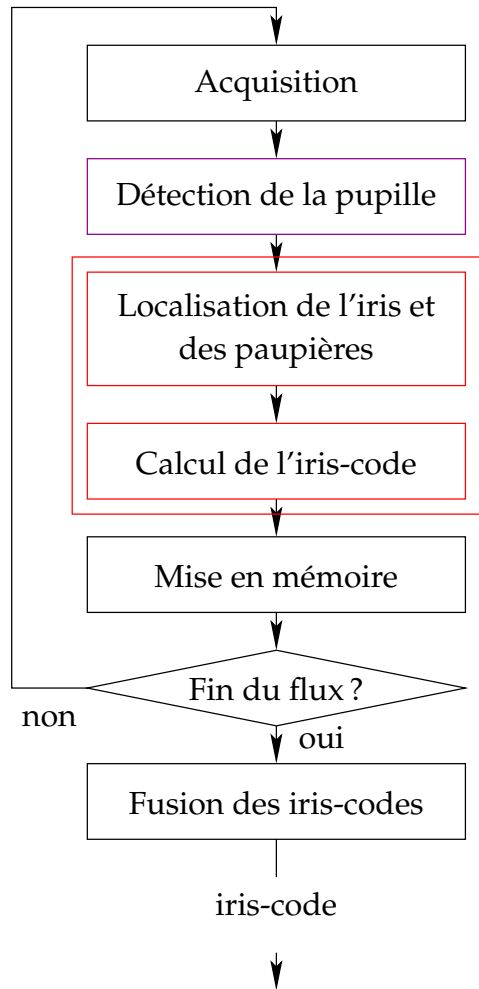 Acquisition
Détection de la pupille
Localisation de l'iris et
des paupières
Calcul de l'iris-code
Mise en mémoire
Fin du flux ?
non
oui
Fusion des iris-codes
iris-code